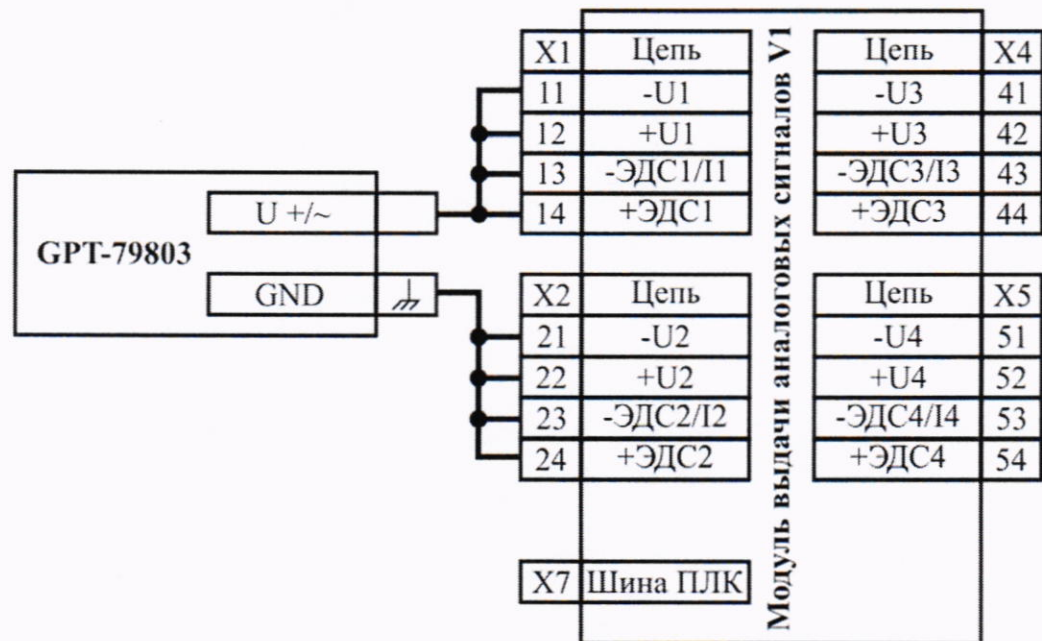 GPT-79803
U +/~
GND
X1 Цепь
11 -U1
12 +U1
13 -ЭДС1/I1
14 +ЭДС1
X2 Цепь
21 -U2
22 +U2
23 -ЭДС2/I2
24 +ЭДС2
X7 Шина ПЛК
Модуль выдачи аналоговых сигналов V1
Цепь X4
-U3 41
+U3 42
-ЭДС3/I3 43
+ЭДС3 44
Цепь X5
-U4 51
+U4 52
-ЭДС4/I4 53
+ЭДС4 54